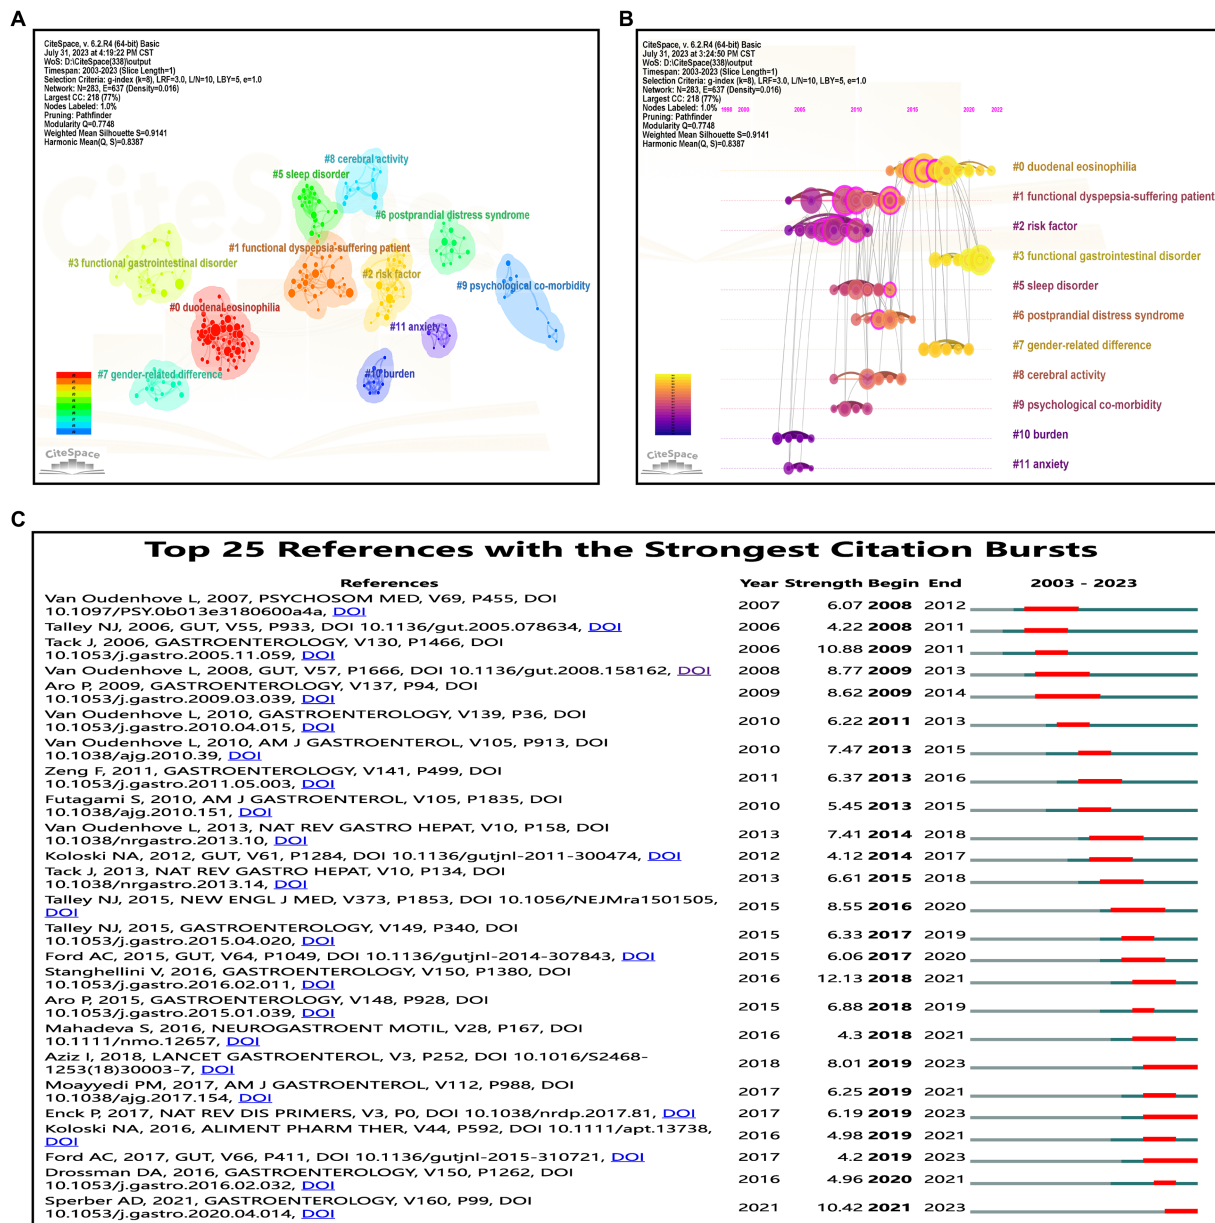 A
CiteSpace, v. 6.2.R4 (64-bit) Basic
July 31, 2023 at 4:19:22 PM CST
WoS: D:\CiteSpace(338)\output
Timespan: 2003-2023 (Slice Length=1)
Selection Criteria: g-index (k=8), LRF=3.0, L/N=10, LBY=5, e=1.0
Network: N=283, E=637 (Density=0.016)
Largest CC: 218 (77%)
Nodes Labeled: 1.0%
Pruning: Pathfinder
Modularity Q=0.7748
Weighted Mean Silhouette S=0.9141
Harmonic Mean(Q, S)=0.8387
#8 cerebral activity
#5 sleep disorder
#6 postprandial distress syndrome
#1 functional dyspepsia-suffering patient
#3 functional gastrointestinal disorder
#2 risk factor
#9 psychological co-morbidity
#0 duodenal eosinophilia
#11 anxiety
#7 gender-related difference
#10 burden
CiteSpace
B
CiteSpace, v. 6.2.R4 (64-bit) Basic
July 31, 2023 at 3:24:50 PM CST
WoS: D:\CiteSpace(338)\output
Timespan: 2003-2023 (Slice Length=1)
Selection Criteria: g-index (k=8), LRF=3.0, L/N=10, LBY=5, e=1.0
Network: N=283, E=637 (Density=0.016)
Largest CC: 218 (77%)
Nodes Labeled: 1.0%
Pruning: Pathfinder
Modularity Q=0.7748
Weighted Mean Silhouette S=0.9141
Harmonic Mean(Q, S)=0.8387
1998 2000 2005 2010 2015 2020 2022
#0 duodenal eosinophilia
#1 functional dyspepsia-suffering patient
#2 risk factor
#3 functional gastrointestinal disorder
#5 sleep disorder
#6 postprandial distress syndrome
#7 gender-related difference
#8 cerebral activity
#9 psychological co-morbidity
#10 burden
#11 anxiety
CiteSpace
C
Top 25 References with the Strongest Citation Bursts
References Year Strength Begin End 2003 - 2023
Van Oudenhove L, 2007, PSYCHOSOM MED, V69, P455, DOI
10.1097/PSY.0b013e3180600a4a, DOI 2007 6.07 2008 2012
Talley NJ, 2006, GUT, V55, P933, DOI 10.1136/gut.2005.078634, DOI 2006 4.22 2008 2011
Tack J, 2006, GASTROENTEROLOGY, V130, P1466, DOI
10.1053/j.gastro.2005.11.059, DOI 2006 10.88 2009 2011
Van Oudenhove L, 2008, GUT, V57, P1666, DOI 10.1136/gut.2008.158162, DOI 2008 8.77 2009 2013
Aro P, 2009, GASTROENTEROLOGY, V137, P94, DOI
10.1053/j.gastro.2009.03.039, DOI 2009 8.62 2009 2014
Van Oudenhove L, 2010, GASTROENTEROLOGY, V139, P36, DOI
10.1053/j.gastro.2010.04.015, DOI 2010 6.22 2011 2013
Van Oudenhove L, 2010, AM J GASTROENTEROL, V105, P913, DOI
10.1038/ajg.2010.39, DOI 2010 7.47 2013 2015
Zeng F, 2011, GASTROENTEROLOGY, V141, P499, DOI
10.1053/j.gastro.2011.05.003, DOI 2011 6.37 2013 2016
Futagami S, 2010, AM J GASTROENTEROL, V105, P1835, DOI
10.1038/ajg.2010.151, DOI 2010 5.45 2013 2015
Van Oudenhove L, 2013, NAT REV GASTRO HEPAT, V10, P158, DOI
10.1038/nrgastro.2013.10, DOI 2013 7.41 2014 2018
Koloski NA, 2012, GUT, V61, P1284, DOI 10.1136/gutjnl-2011-300474, DOI 2012 4.12 2014 2017
Tack J, 2013, NAT REV GASTRO HEPAT, V10, P134, DOI
10.1038/nrgastro.2013.14, DOI 2013 6.61 2015 2018
Talley NJ, 2015, NEW ENGL J MED, V373, P1853, DOI 10.1056/NEJMra1501505,
DOI 2015 8.55 2016 2020
Talley NJ, 2015, GASTROENTEROLOGY, V149, P340, DOI
10.1053/j.gastro.2015.04.020, DOI 2015 6.33 2017 2019
Ford AC, 2015, GUT, V64, P1049, DOI 10.1136/gutjnl-2014-307843, DOI 2015 6.06 2017 2020
Stanghellini V, 2016, GASTROENTEROLOGY, V150, P1380, DOI
10.1053/j.gastro.2016.02.011, DOI 2016 12.13 2018 2021
Aro P, 2015, GASTROENTEROLOGY, V148, P928, DOI
10.1053/j.gastro.2015.01.039, DOI 2015 6.88 2018 2019
Mahadeva S, 2016, NEUROGASTROENT MOTIL, V28, P167, DOI
10.1111/nmo.12657, DOI 2016 4.3 2018 2021
Aziz I, 2018, LANCET GASTROENTEROL, V3, P252, DOI 10.1016/S2468-
1253(18)30003-7, DOI 2018 8.01 2019 2023
Moayyedi PM, 2017, AM J GASTROENTEROL, V112, P988, DOI
10.1038/ajg.2017.154, DOI 2017 6.25 2019 2021
Enck P, 2017, NAT REV DIS PRIMERS, V3, P0, DOI 10.1038/nrdp.2017.81, DOI 2017 6.19 2019 2023
Koloski NA, 2016, ALIMENT PHARM THER, V44, P592, DOI 10.1111/apt.13738,
DOI 2016 4.98 2019 2021
Ford AC, 2017, GUT, V66, P411, DOI 10.1136/gutjnl-2015-310721, DOI 2017 4.2 2019 2023
Drossman DA, 2016, GASTROENTEROLOGY, V150, P1262, DOI
10.1053/j.gastro.2016.02.032, DOI 2016 4.96 2020 2021
Sperber AD, 2021, GASTROENTEROLOGY, V160, P99, DOI
10.1053/j.gastro.2020.04.014, DOI 2021 10.42 2021 2023